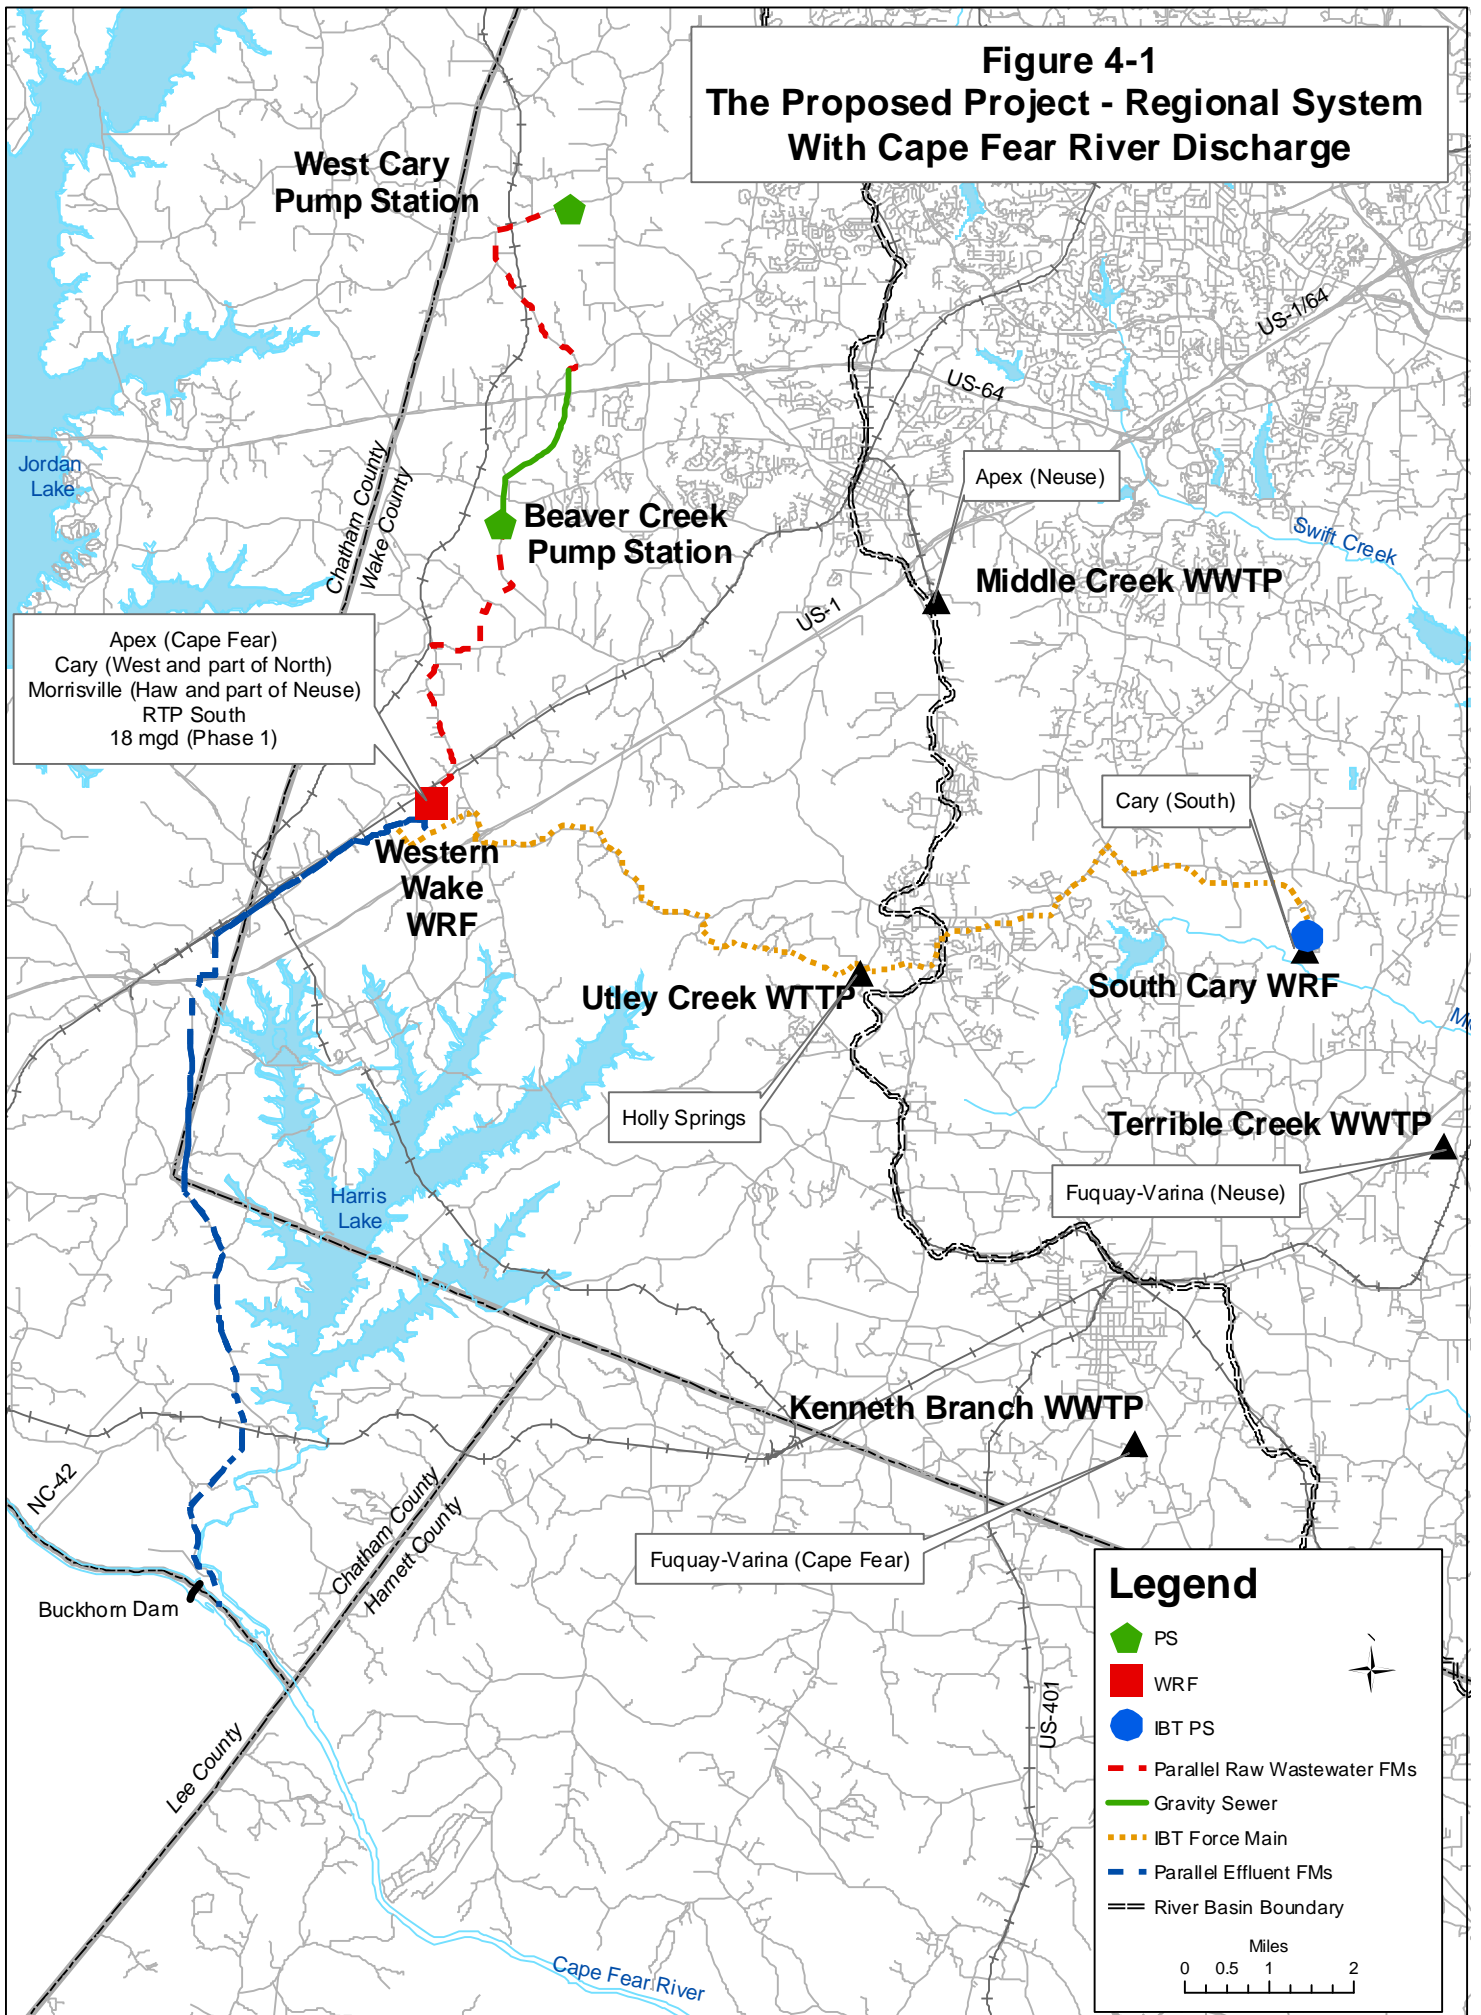 Figure 4-1
The Proposed Project - Regional System
With Cape Fear River Discharge
West Cary
Pump Station
US-1/64
US-64
Jordan
Lake
Chatham County
Wake County
Apex (Neuse)
Swift Creek
Beaver Creek
Pump Station
Middle Creek WWTP
US-1
Apex (Cape Fear)
Cary (West and part of North)
Morrisville (Haw and part of Neuse)
RTP South
18 mgd (Phase 1)
Cary (South)
Western
Wake
WRF
Utley Creek WTTP
South Cary WRF
Holly Springs
Terrible Creek WWTP
Fuquay-Varina (Neuse)
Harris
Lake
Kenneth Branch WWTP
NC-42
Chatham County
Harnett County
Fuquay-Varina (Cape Fear)
Buckhorn Dam
Lee County
US-401
Cape Fear River
Legend
PS
WRF
IBT PS
Parallel Raw Wastewater FMs
Gravity Sewer
IBT Force Main
Parallel Effluent FMs
River Basin Boundary
Miles
0 0.5 1 2